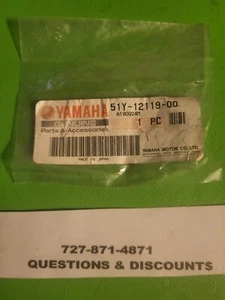 YAMAHA
GENUINE
Parts & Accessories
51Y-12119-00
1 PC
MADE IN JAPAN
YAMAHA MOTOR CO., LTD.
727-871-4871
QUESTIONS & DISCOUNTS